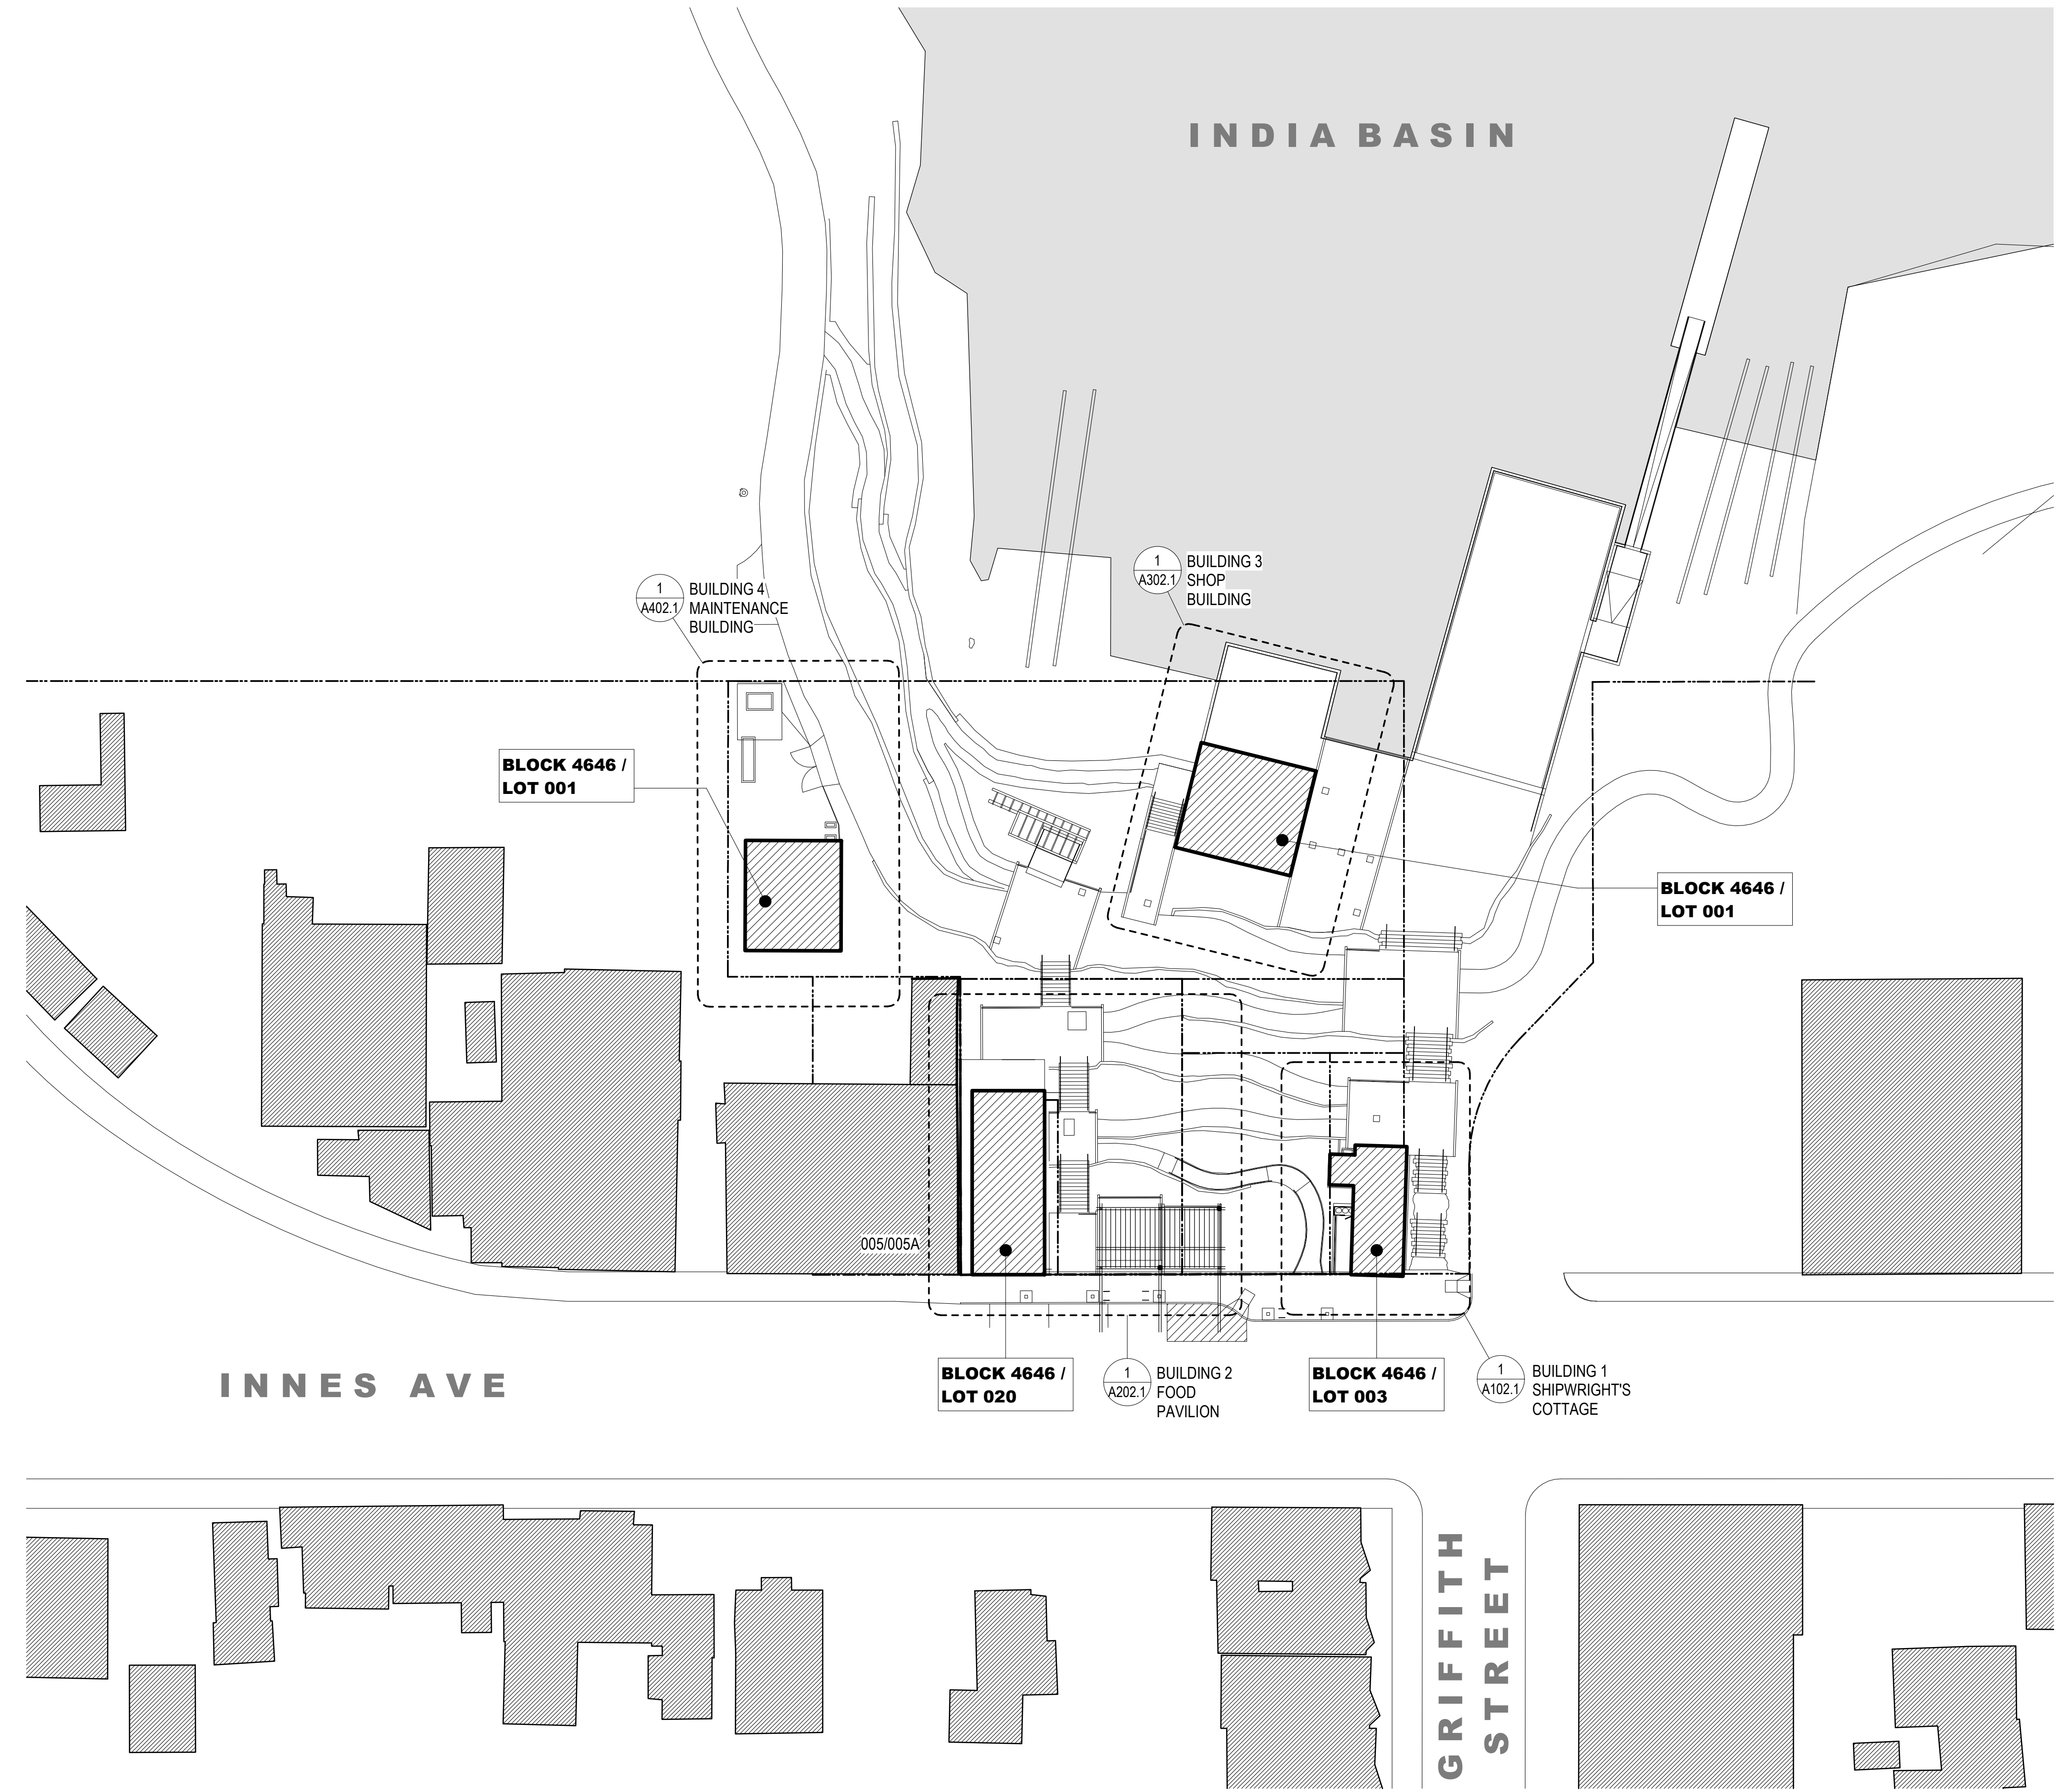 INDIA BASIN
1
A302.1
BUILDING 3
SHOP
BUILDING
1
A402.1
BUILDING 4
MAINTENANCE
BUILDING
BLOCK 4646 /
LOT 001
BLOCK 4646 /
LOT 001
005/005A
BLOCK 4646 /
LOT 020
1
A202.1
BUILDING 2
FOOD
PAVILION
BLOCK 4646 /
LOT 003
1
A102.1
BUILDING 1
SHIPWRIGHT'S
COTTAGE
INNES AVE
GRIFFITH
STREET